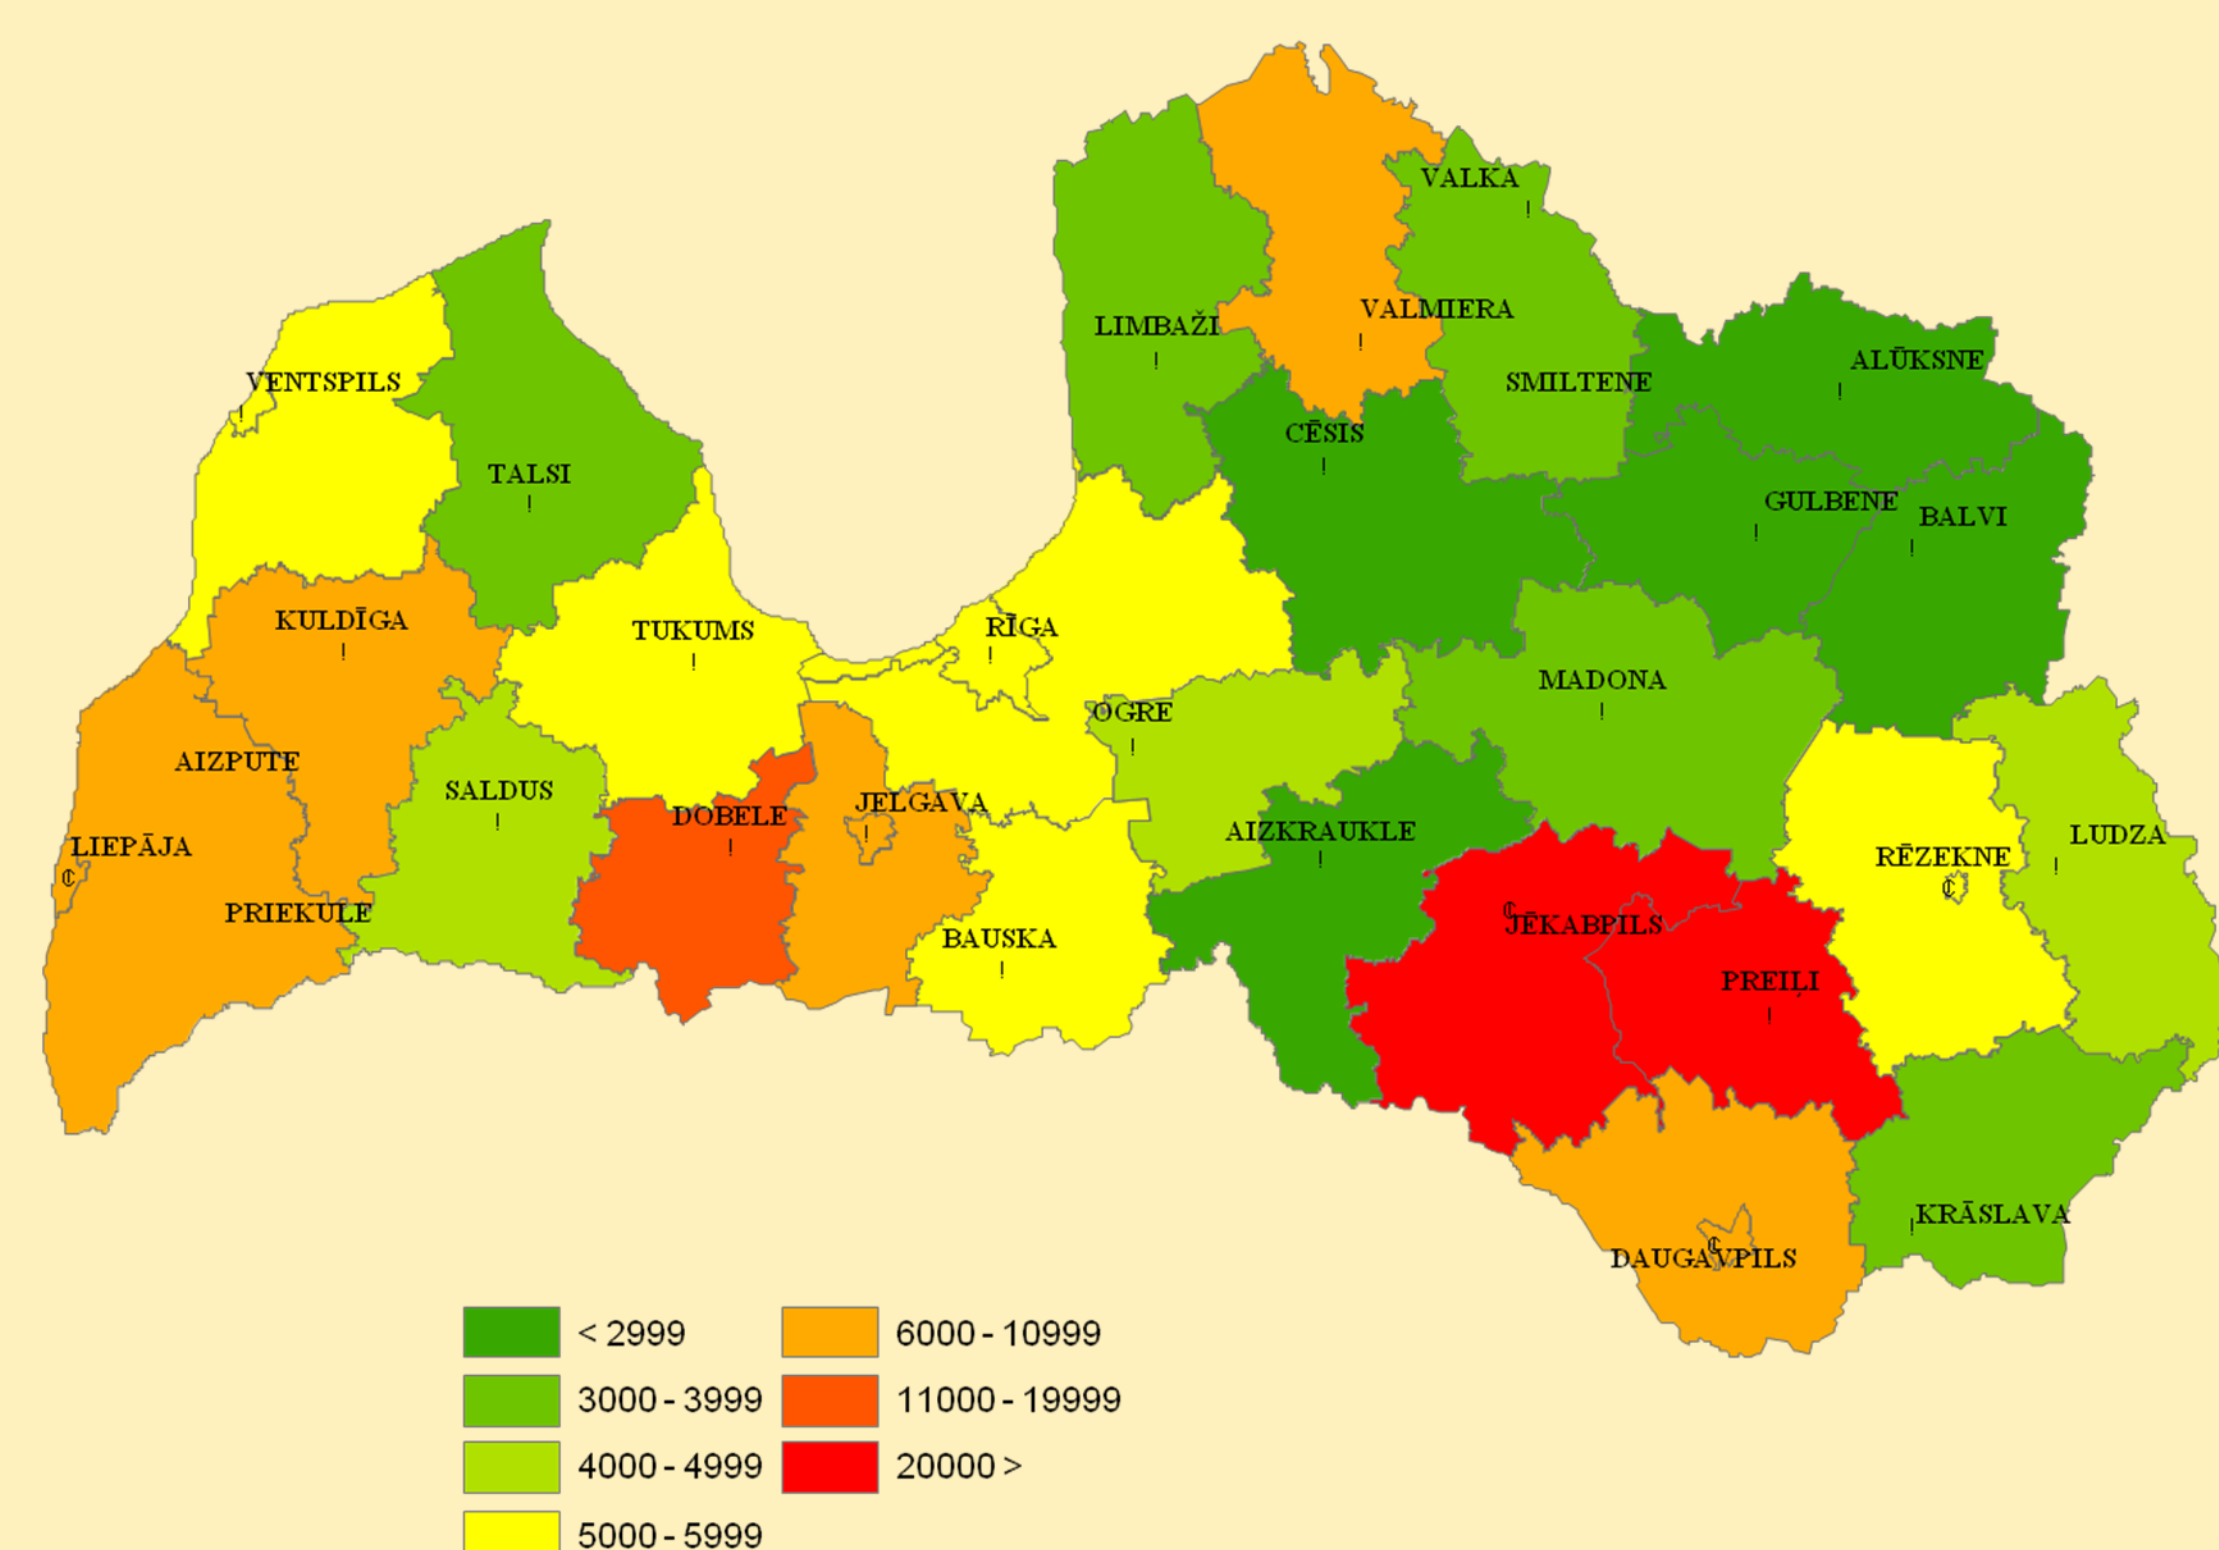 VALKA
VALMIERA
LIMBAŽI
ALŪKSNE
VENTSPILS
SMILTENE
CĒSIS
TALSI
GULBENE
BALVI
KULDĪGA
TUKUMS
RĪGA
MADONA
OGRE
AIZPUTE
SALDUS
JELGAVA
DOBELE
AIZKRAUKLE
LUDZA
LIEPĀJA
RĒZEKNE
PRIEKULE
JĒKABPILS
BAUSKA
PREIĻI
KRĀSLAVA
DAUGAVPILS
< 2999
6000 - 10999
3000 - 3999
11000 - 19999
4000 - 4999
20000 >
5000 - 5999